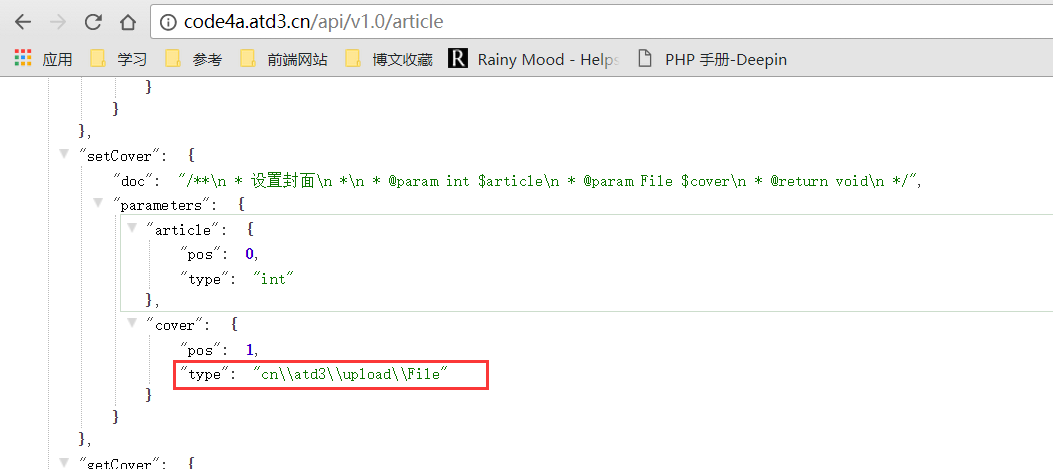 code4a.atd3.cn/api/v1.0/article
应用 学习 参考 前端网站 博文收藏 R Rainy Mood - Helps PHP 手册-Deepin
}
}
},
"setCover": {
"doc": "/**\n * 设置封面\n *\n * @param int $article\n * @param File $cover\n * @return void\n */",
"parameters": {
"article": {
"pos": 0,
"type": "int"
},
"cover": {
"pos": 1,
"type": "cn\\atd3\\upload\\File"
}
}
},
"getCover": {